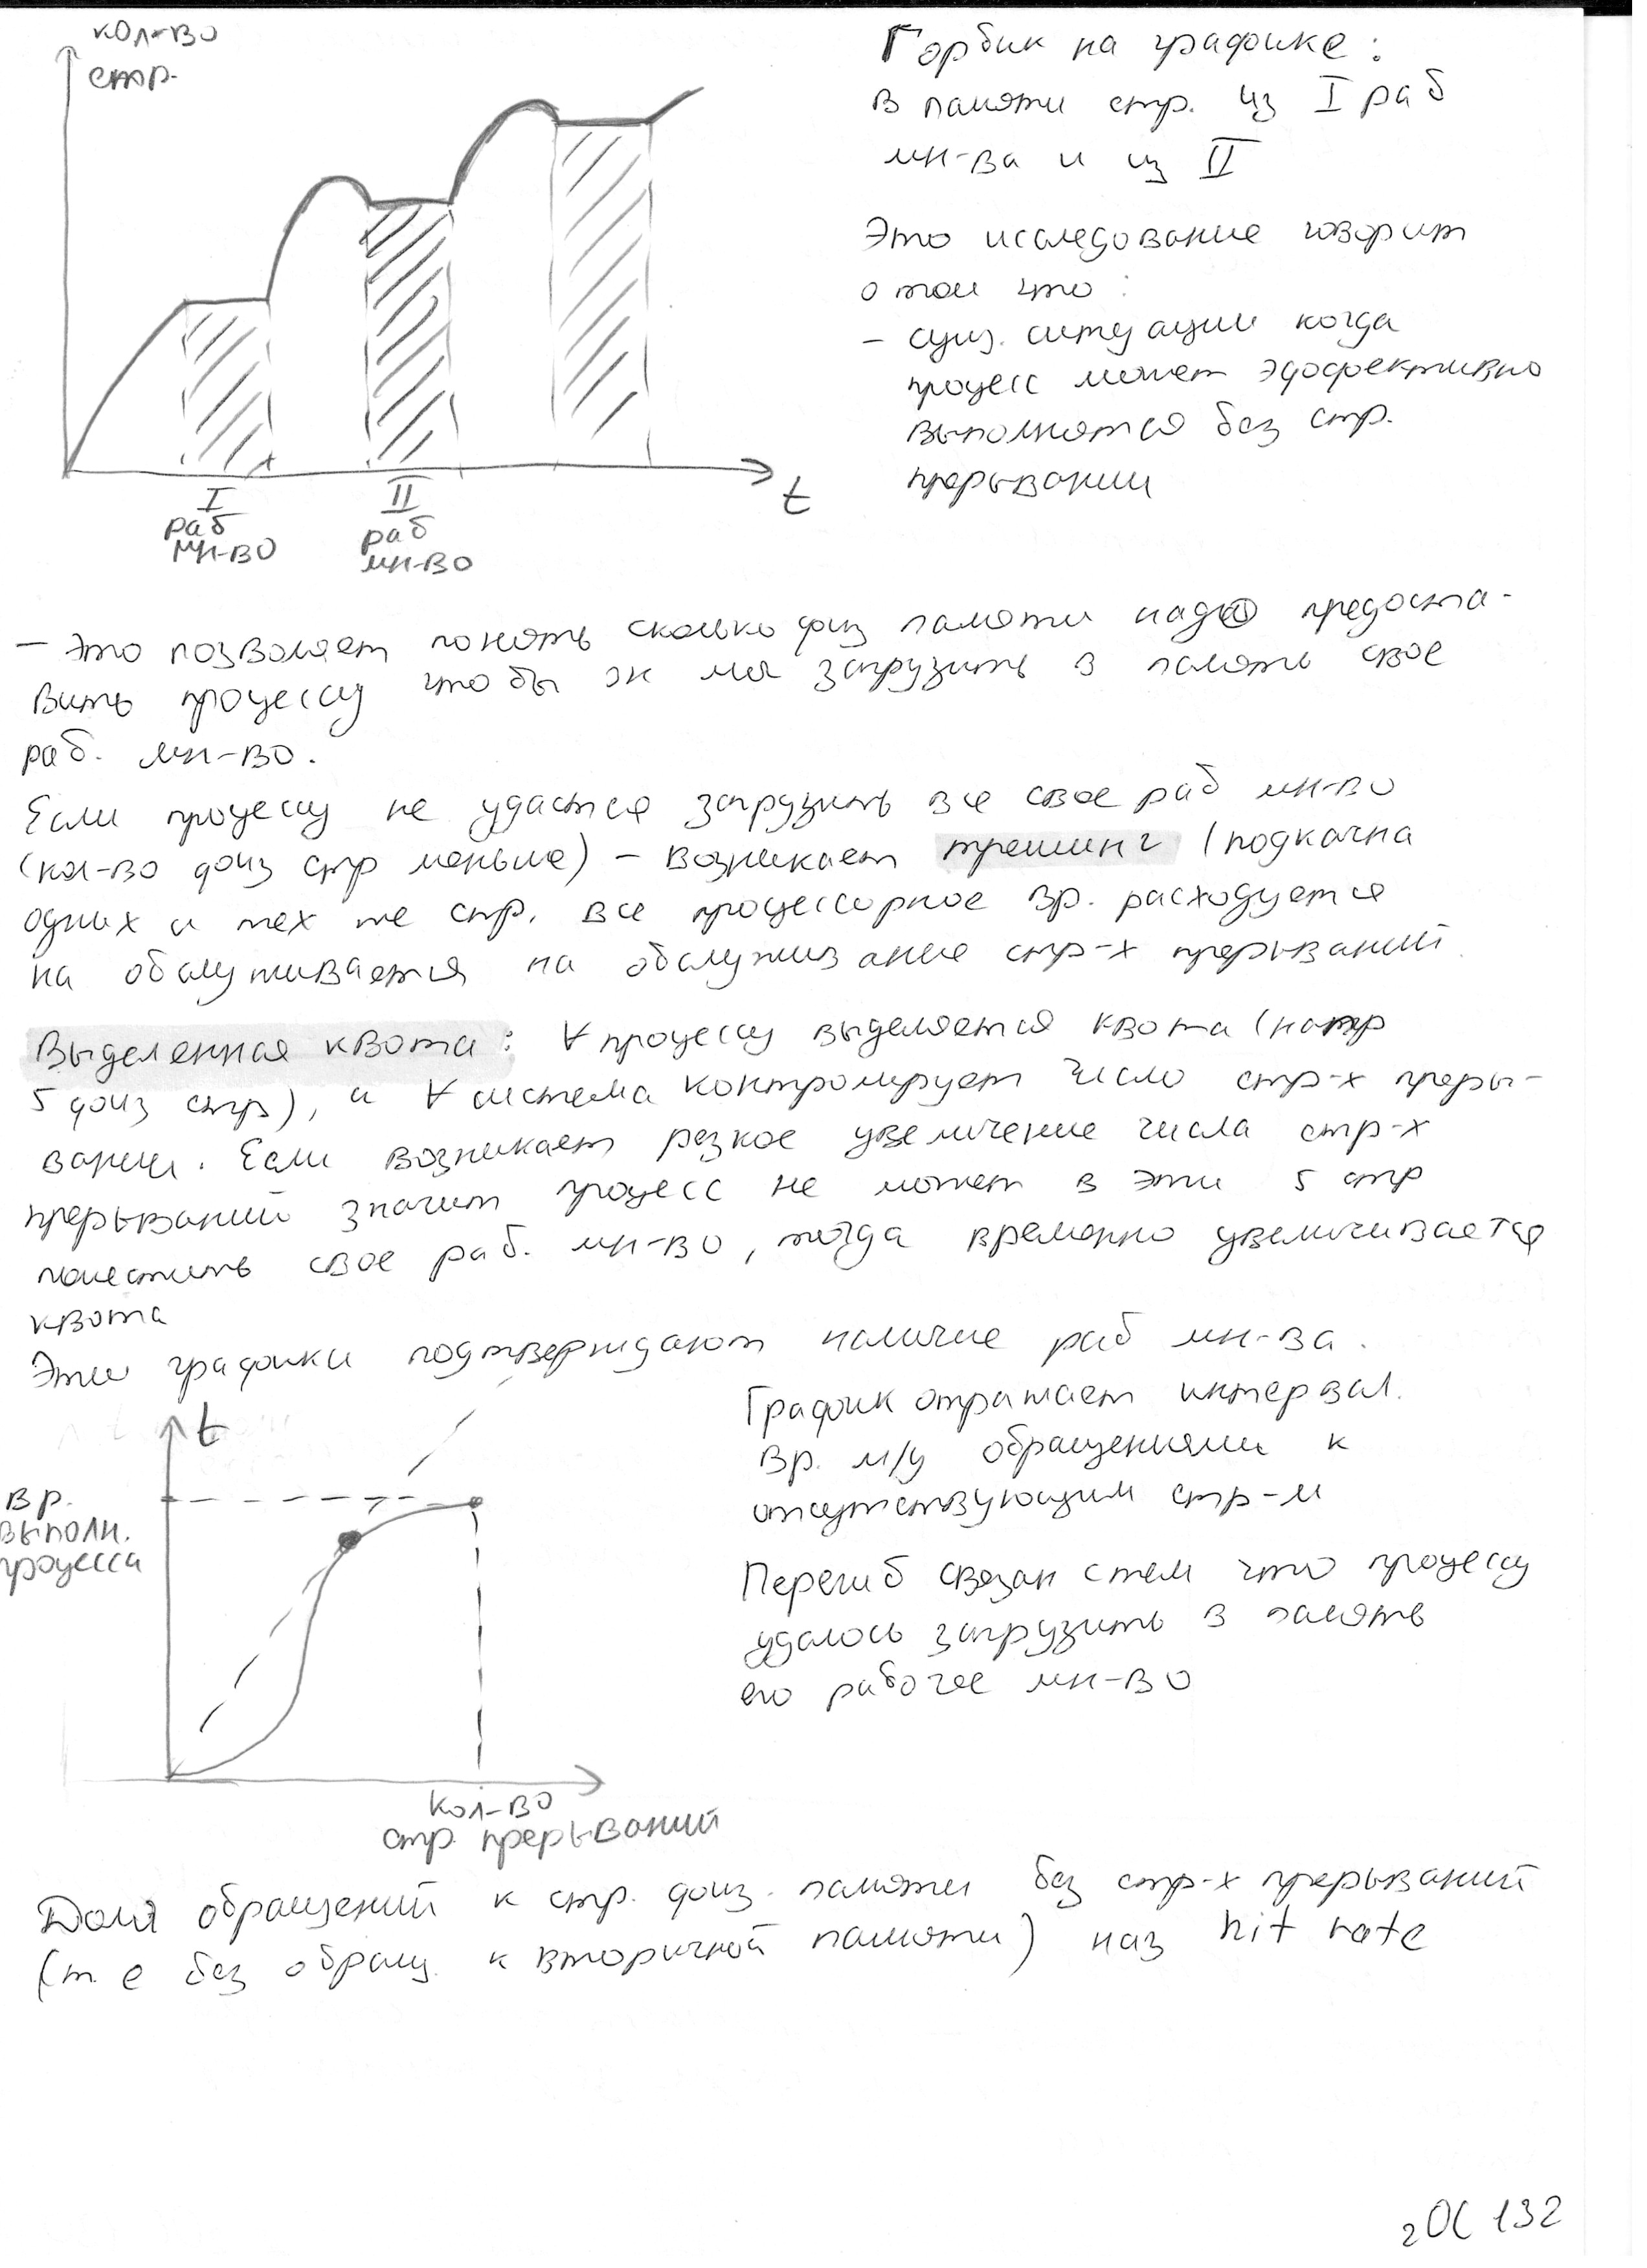 кол-во
стр.
t
I
раб
мн-во
II
раб
мн-во
Горбик на графике:
в памяти стр. из I раб
мн-ва и из II
Это исследование говорит
о том что:
- сущ. ситуации когда
процесс может эффективно
выполнятся без стр.
прерывании
- это позволяет понять сколько физ памяти надо предоста-
вить процессу что бы он мог загрузить в память свое
раб. мн-во.
Если процессу не удастся загрузить все свое раб мн-во
(кол-во физ стр меньше) - возникает трешинг (подкачка
одних и тех же стр. все процессорное вр. расходуется
на обслуживается на обслуживание стр-х прерываний
Выделенная квота: ∀ процессу выделяется квота (напр
5 физ стр), и ∀ система контролирует число стр-х преры-
вании. Если возникает резкое увеличение числа стр-х
прерываний значит процесс не может в эти 5 стр
поместить свое раб. мн-во, тогда временно увеличивается
квота
Эти графики подтверждают наличие раб мн-ва.
t
вр.
выполн.
процесса
кол-во
стр. прерываний
График отражает интервал.
вр. м/у обращениями к
отсутствующим стр-м
Перегиб связан с тем что процессу
удалось загрузить в память
его рабочее мн-во
Доля обращений к стр. физ. памяти без стр-х прерываний
(т е без обращ. к вторичной памяти) наз hit rate
2ОС 132